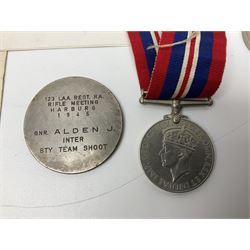 123 LAA. REGT. RA.
RIFLE MEETING
HARBURG
1945
GNR. ALDEN J.
INTER
BTY TEAM SHOOT